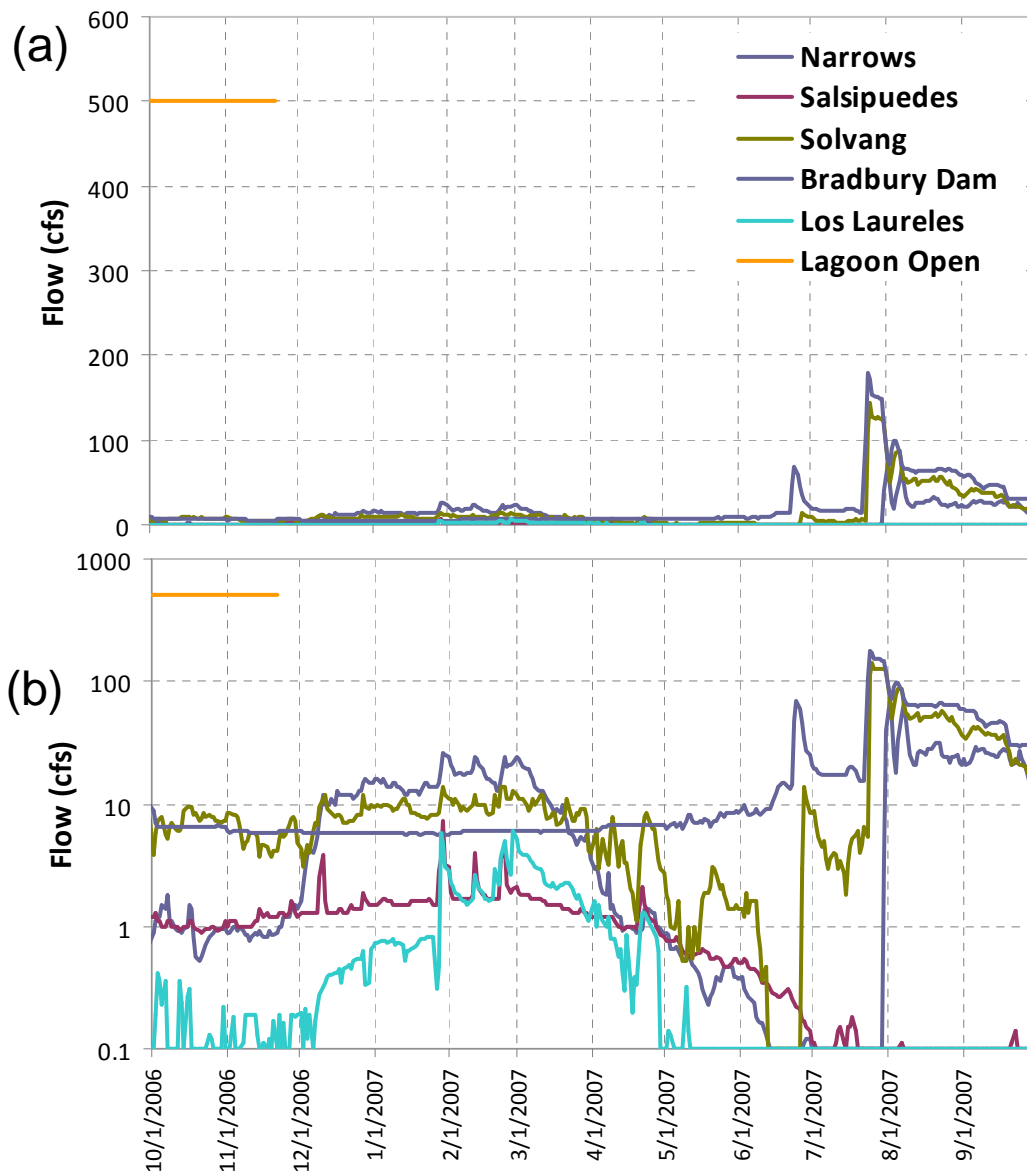 (a)
600
500
400
300
200
100
0
Flow (cfs)
Narrows
Salsipuedes
Solvang
Bradbury Dam
Los Laureles
Lagoon Open
(b)
1000
100
10
1
0.1
Flow (cfs)
10/1/2006
11/1/2006
12/1/2006
1/1/2007
2/1/2007
3/1/2007
4/1/2007
5/1/2007
6/1/2007
7/1/2007
8/1/2007
9/1/2007